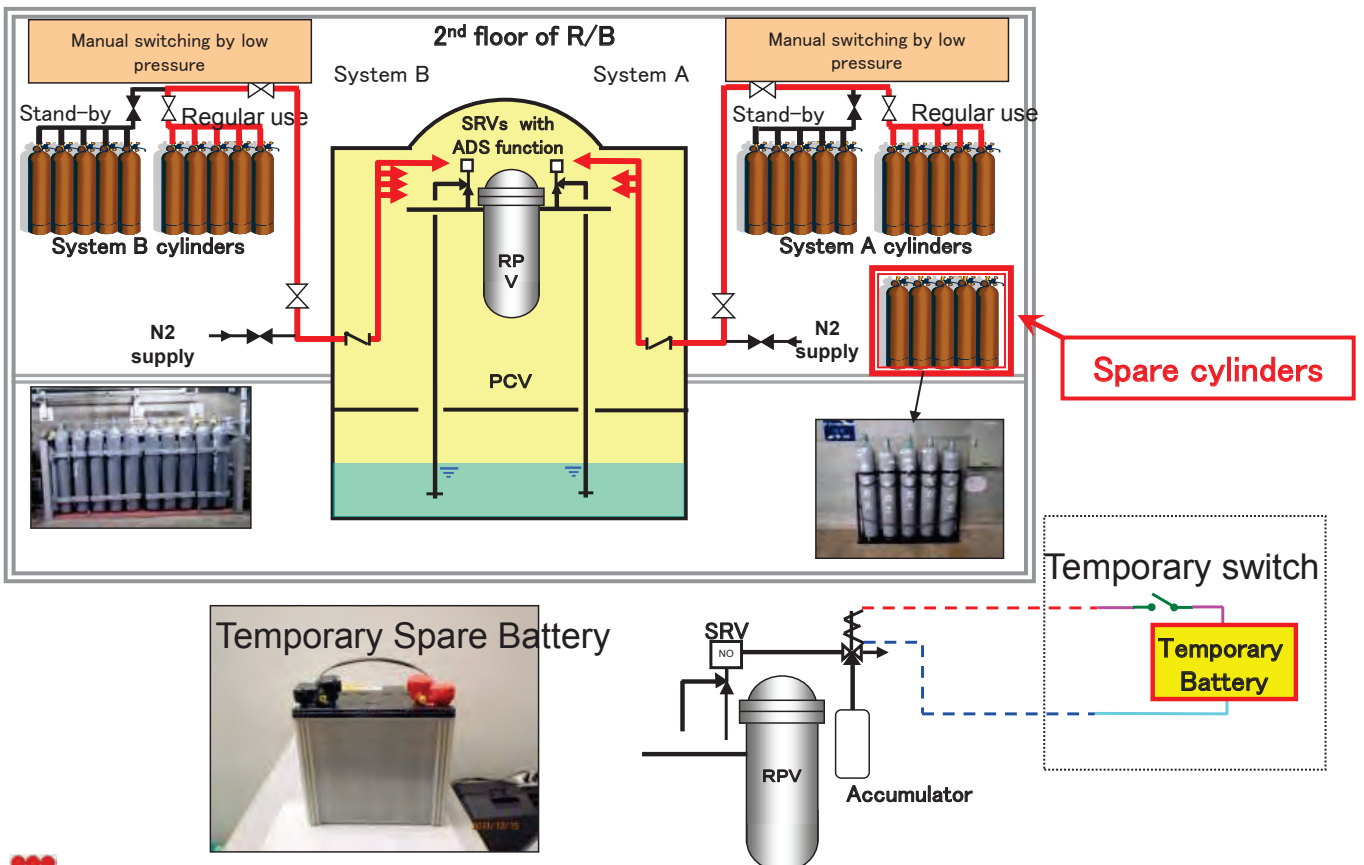 Manual switching by low
pressure
2nd floor of R/B
Manual switching by low
pressure
System B
System A
Stand-by
Regular use
SRVs with
ADS function
Stand-by
Regular use
System B cylinders
System A cylinders
RP
V
N2
supply
N2
supply
PCV
Spare cylinders
Temporary switch
Temporary Spare Battery
SRV
NO
Temporary
Battery
RPV
Accumulator